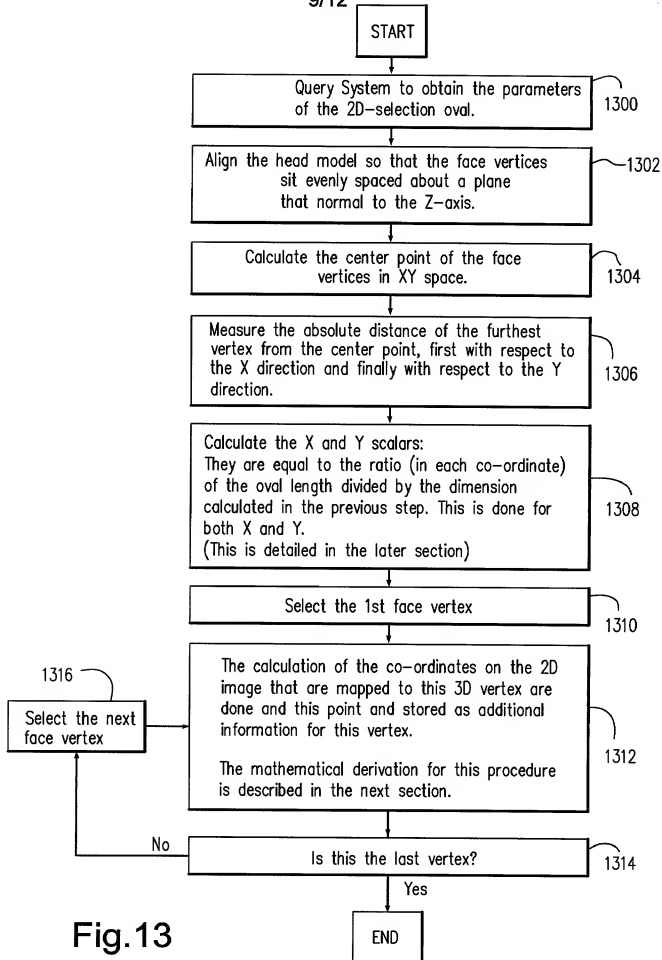 9/12
START
Query System to obtain the parameters
of the 2D-selection oval.
1300
Align the head model so that the face vertices
sit evenly spaced about a plane
that normal to the Z-axis.
1302
Calculate the center point of the face
vertices in XY space.
1304
Measure the absolute distance of the furthest
vertex from the center point, first with respect to
the X direction and finally with respect to the Y
direction.
1306
Calculate the X and Y scalars:
They are equal to the ratio (in each co-ordinate)
of the oval length divided by the dimension
calculated in the previous step. This is done for
both X and Y.
(This is detailed in the later section)
1308
Select the 1st face vertex
1310
1316
Select the next
face vertex
The calculation of the co-ordinates on the 2D
image that are mapped to this 3D vertex are
done and this point and stored as additional
information for this vertex.
The mathematical derivation for this procedure
is described in the next section.
1312
No
Is this the last vertex?
1314
Yes
END
Fig.13